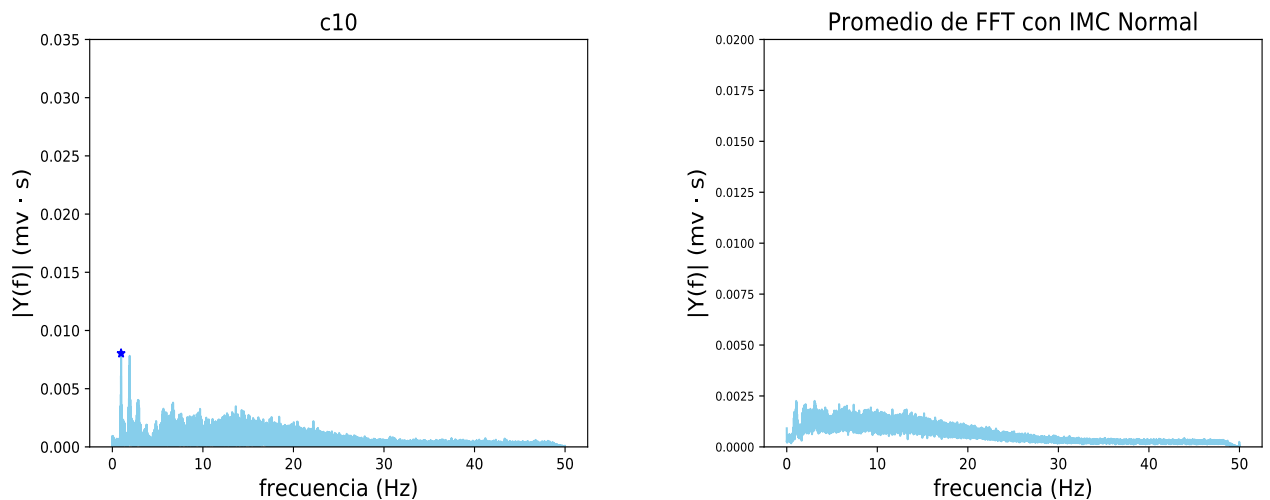 c10
0.035
0.030
0.025
0.020
0.015
0.010
0.005
0.000
|Y(f)| (mv · s)
0 10 20 30 40 50
frecuencia (Hz)
Promedio de FFT con IMC Normal
0.0200
0.0175
0.0150
0.0125
0.0100
0.0075
0.0050
0.0025
0.0000
|Y(f)| (mv · s)
0 10 20 30 40 50
frecuencia (Hz)